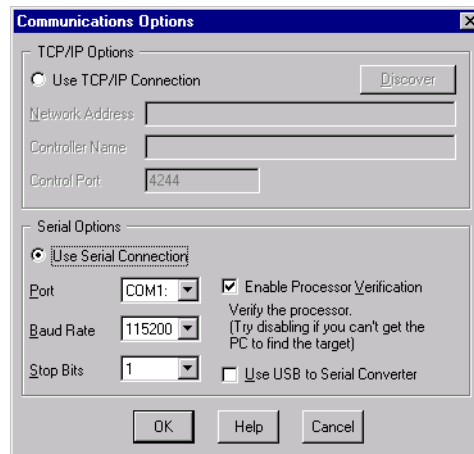 Communications Options
TCP/IP Options
Use TCP/IP Connection
Discover
Network Address
Controller Name
Control Port 4244
Serial Options
Use Serial Connection
Port COM1:
Enable Processor Verification
Verify the processor.
(Try disabling if you can't get the
PC to find the target)
Baud Rate 115200
Stop Bits 1
Use USB to Serial Converter
OK Help Cancel